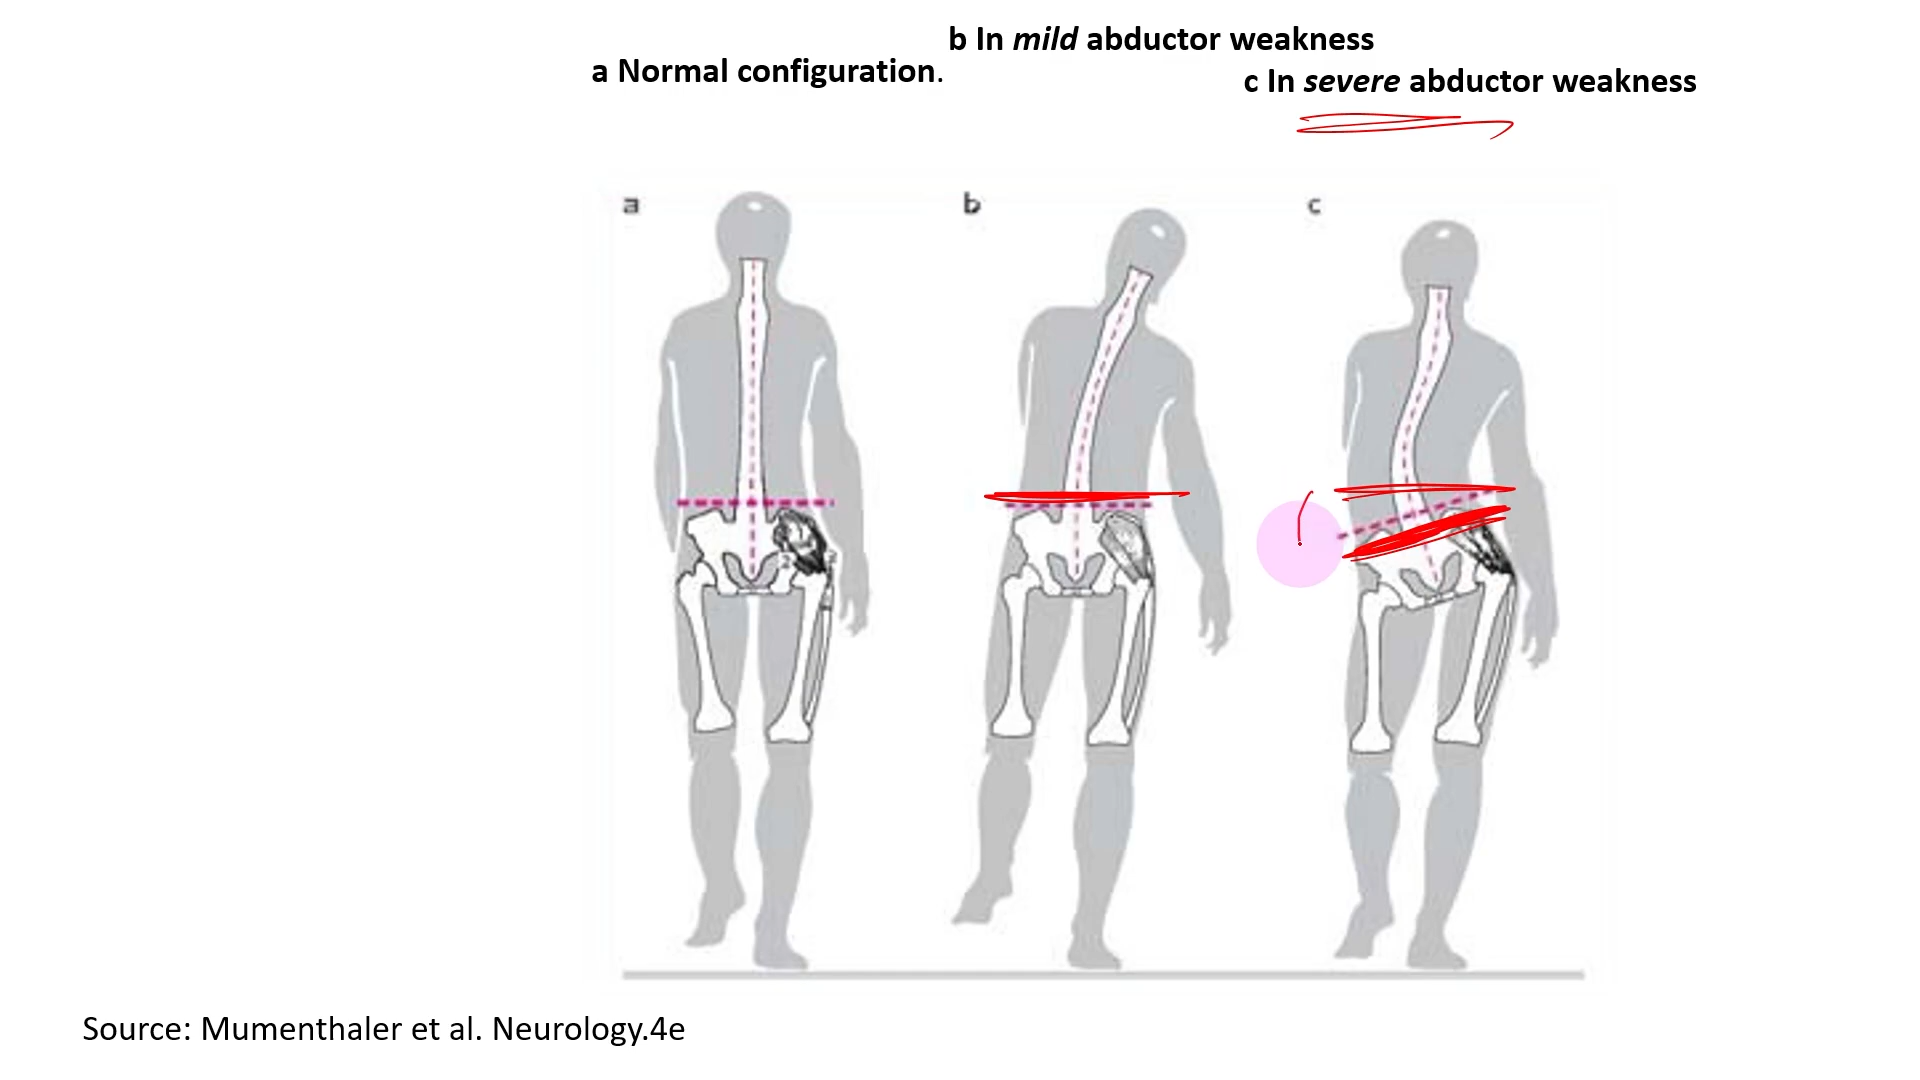 b In mild abductor weakness
a Normal configuration.
c In severe abductor weakness
a
b
c
Source: Mumenthaler et al. Neurology.4e